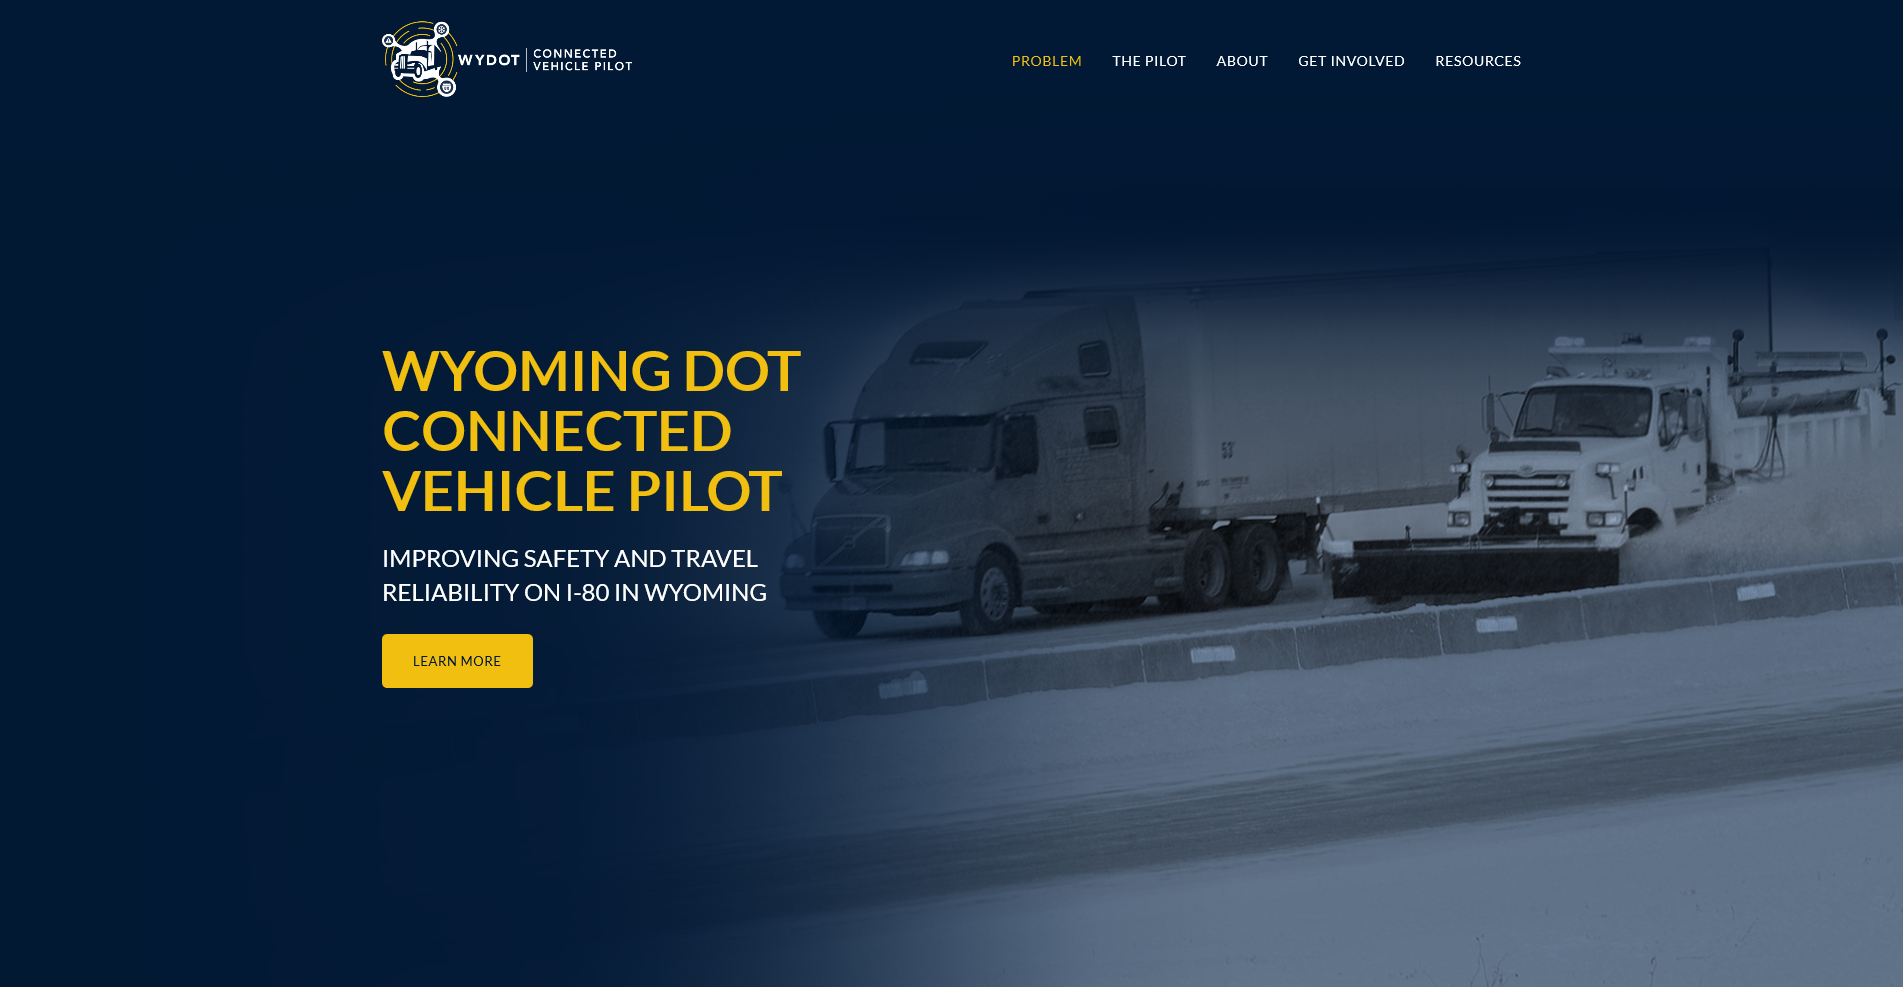 WYDOT
CONNECTED
VEHICLE PILOT
PROBLEM
THE PILOT
ABOUT
GET INVOLVED
RESOURCES
WYOMING DOT
CONNECTED
VEHICLE PILOT
IMPROVING SAFETY AND TRAVEL
RELIABILITY ON I-80 IN WYOMING
LEARN MORE
53'